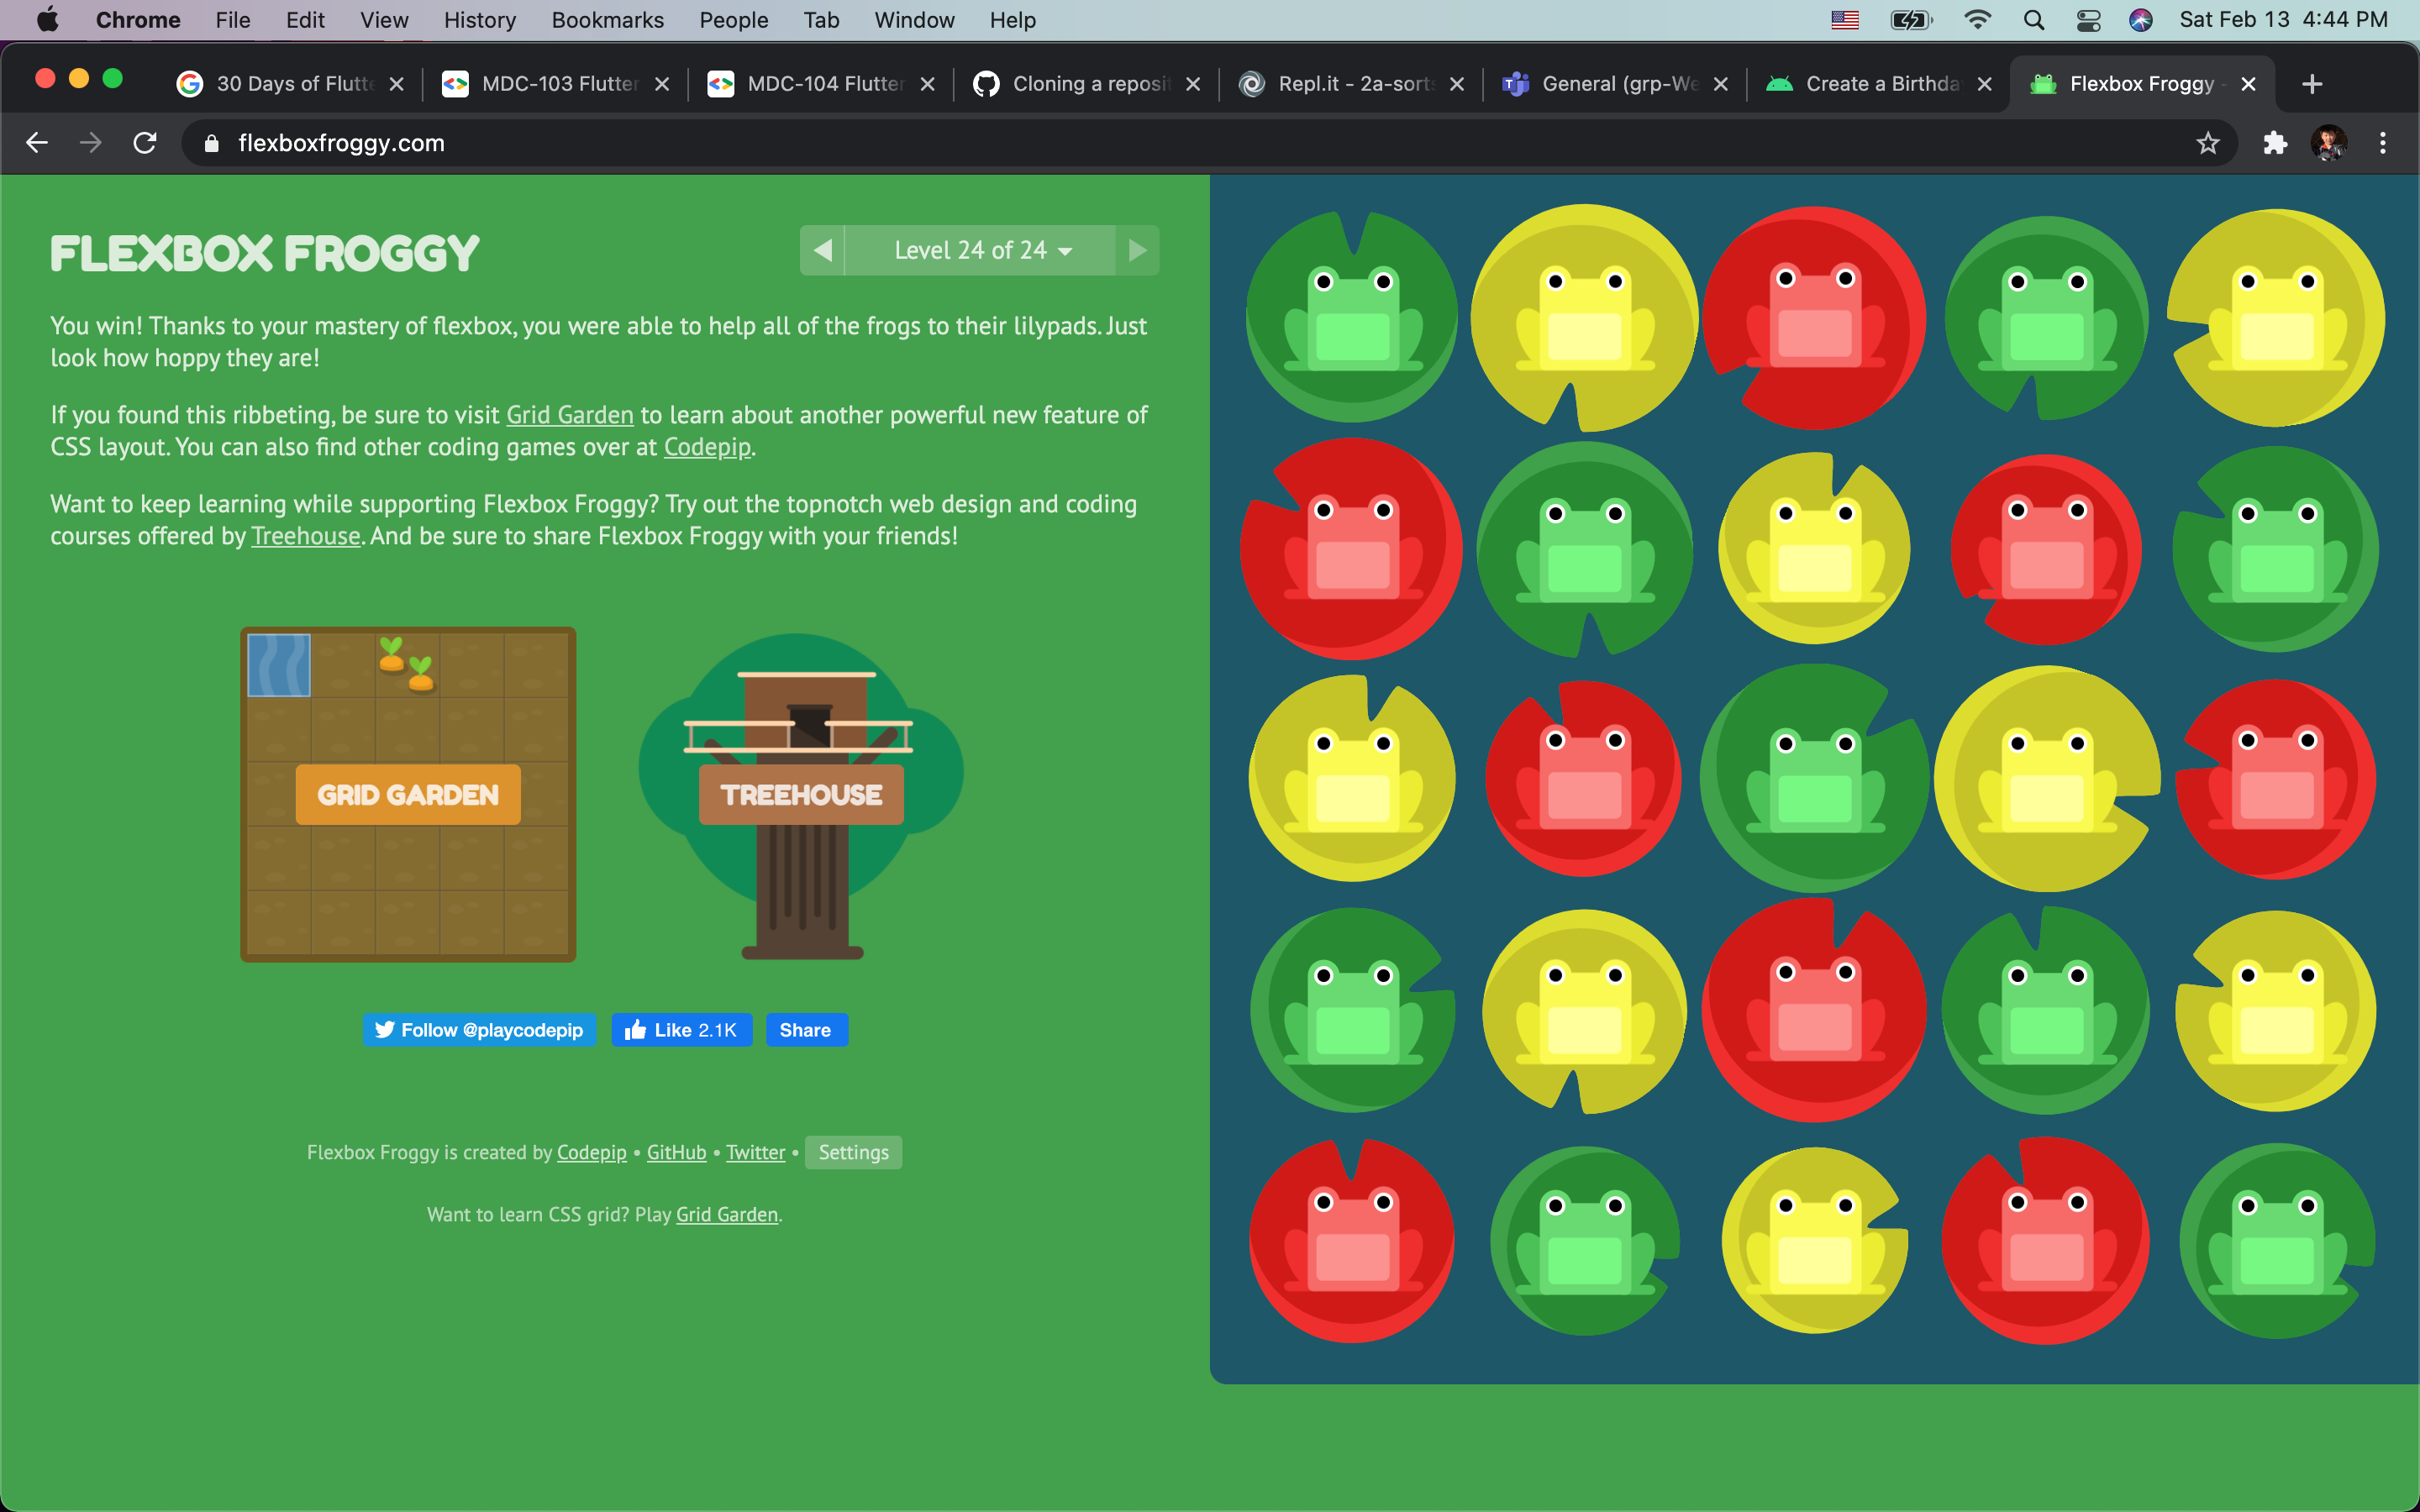 Chrome File Edit View History Bookmarks People Tab Window Help Sat Feb 13 4:44 PM
30 Days of Flutte MDC-103 Flutter MDC-104 Flutter Cloning a reposit Repl.it - 2a-sort General (grp-We Create a Birthda Flexbox Froggy -
flexboxfroggy.com
FLEXBOX FROGGY
Level 24 of 24
You win! Thanks to your mastery of flexbox, you were able to help all of the frogs to their lilypads. Just
look how hoppy they are!
If you found this ribbeting, be sure to visit Grid Garden to learn about another powerful new feature of
CSS layout. You can also find other coding games over at Codepip.
Want to keep learning while supporting Flexbox Froggy? Try out the topnotch web design and coding
courses offered by Treehouse. And be sure to share Flexbox Froggy with your friends!
GRID GARDEN
TREEHOUSE
Follow @playcodepip Like 2.1K Share
Flexbox Froggy is created by Codepip • GitHub • Twitter • Settings
Want to learn CSS grid? Play Grid Garden.